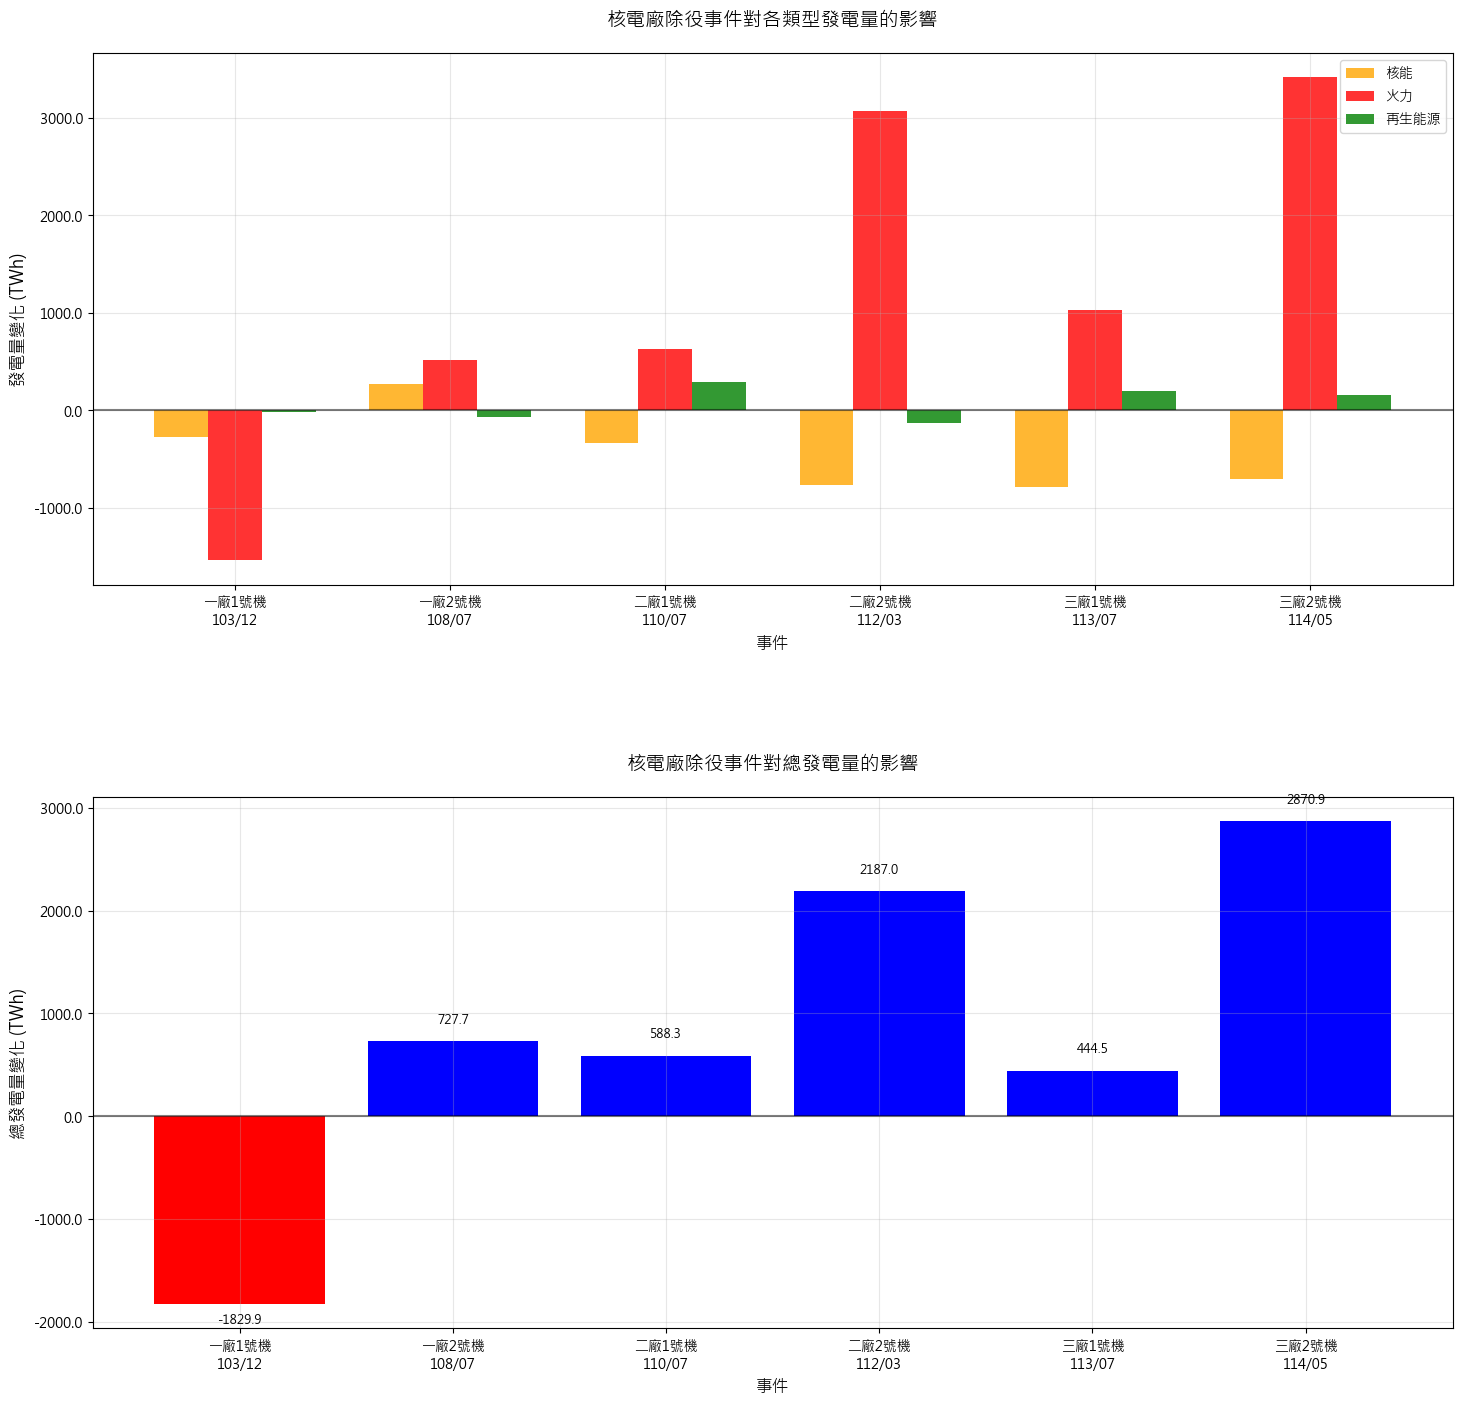 核電廠除役事件對各類型發電量的影響
核能
火力
再生能源
3000.0
2000.0
1000.0
0.0
-1000.0
發電量變化 (TWh)
一廠1號機
103/12
一廠2號機
108/07
二廠1號機
110/07
二廠2號機
112/03
三廠1號機
113/07
三廠2號機
114/05
事件
核電廠除役事件對總發電量的影響
3000.0
2000.0
1000.0
0.0
-1000.0
-2000.0
總發電量變化 (TWh)
-1829.9
727.7
588.3
2187.0
444.5
2870.9
一廠1號機
103/12
一廠2號機
108/07
二廠1號機
110/07
二廠2號機
112/03
三廠1號機
113/07
三廠2號機
114/05
事件